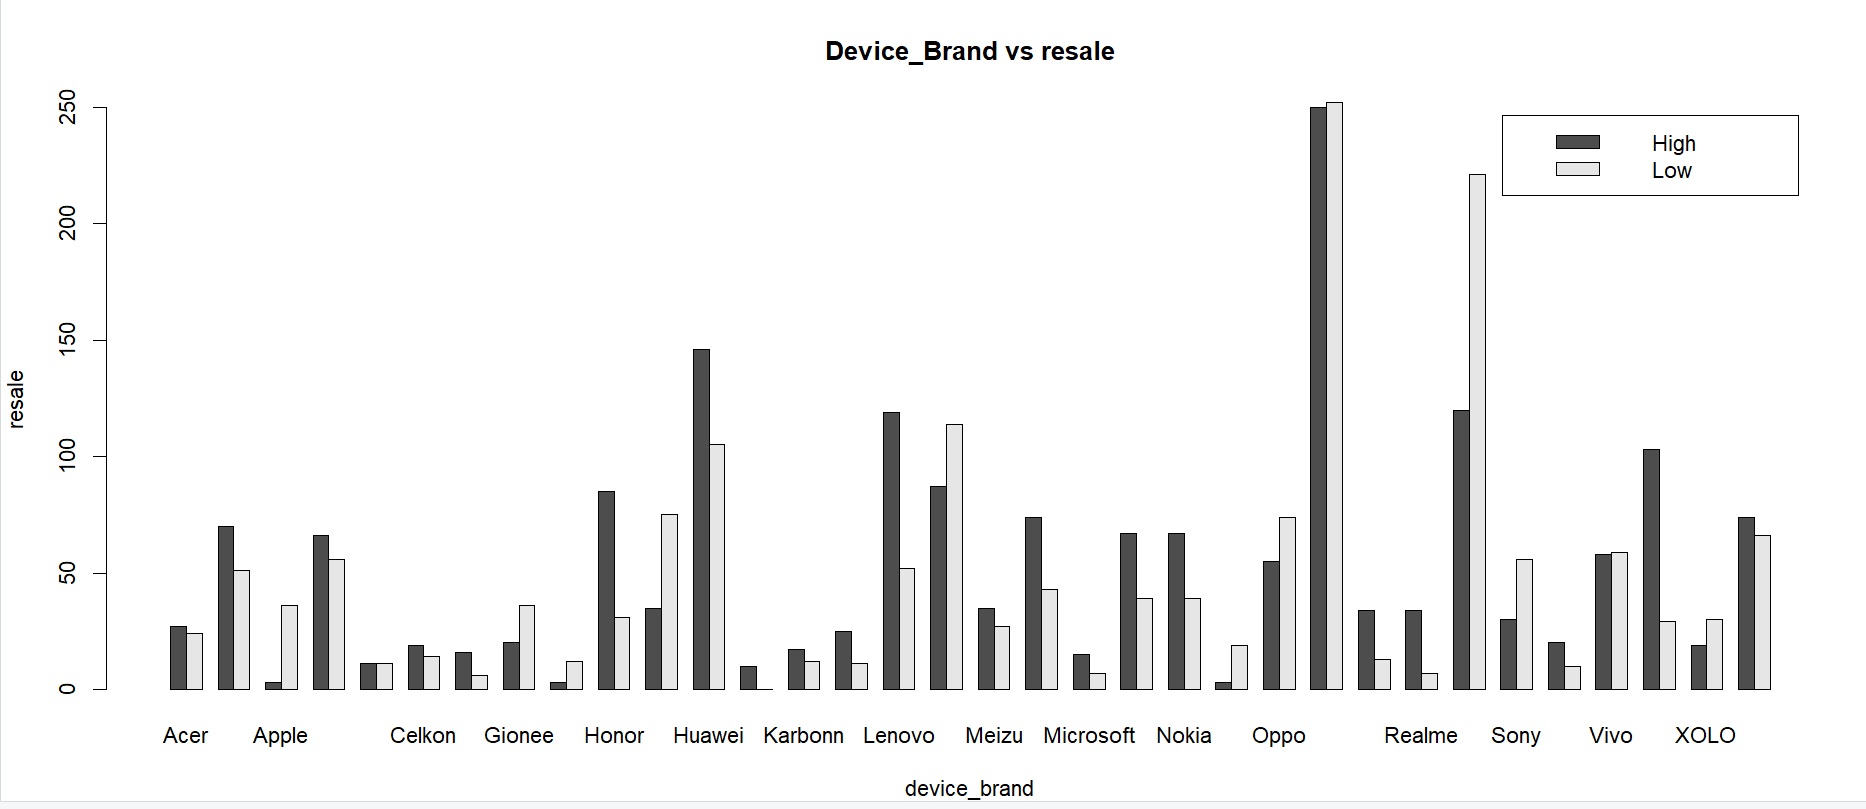 Device_Brand vs resale
250
200
150
100
50
0
resale
High
Low
Acer Apple Celkon Gionee Honor Huawei Karbonn Lenovo Meizu Microsoft Nokia Oppo Realme Sony Vivo XOLO
device_brand